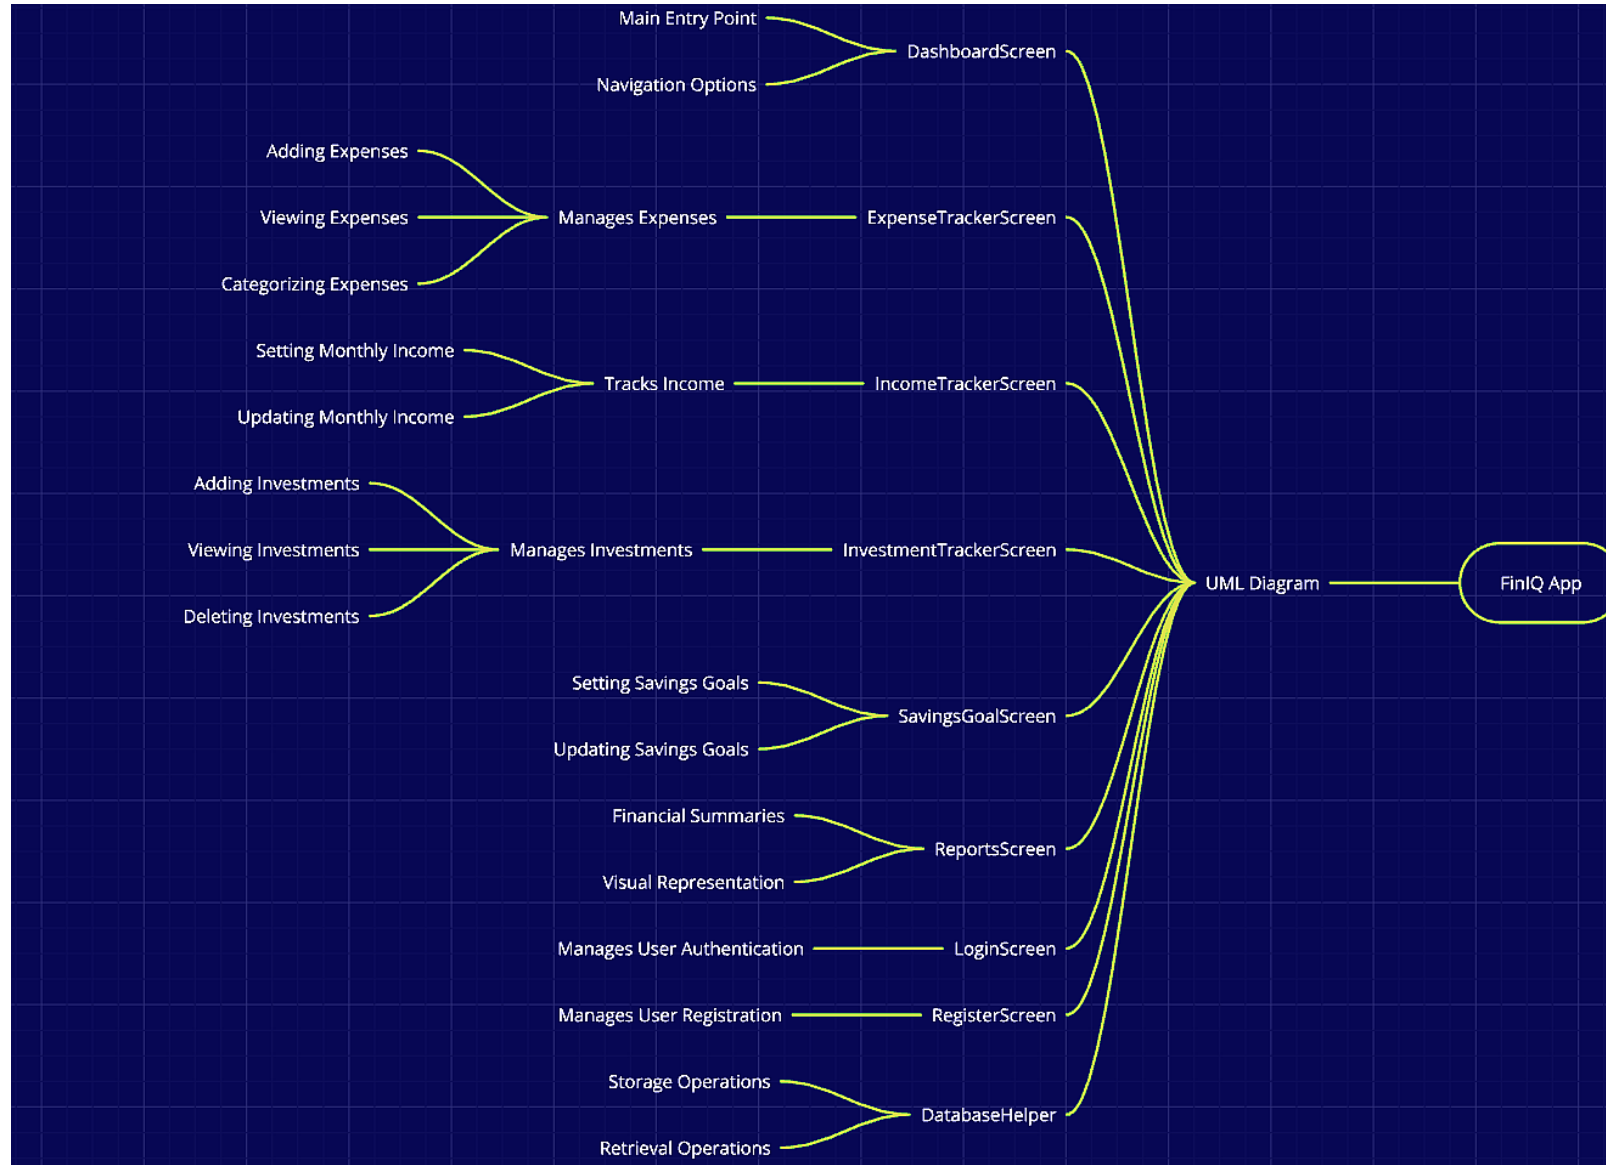 Main Entry Point
DashboardScreen
Navigation Options
Adding Expenses
Viewing Expenses
Manages Expenses
ExpenseTrackerScreen
Categorizing Expenses
Setting Monthly Income
Tracks Income
IncomeTrackerScreen
Updating Monthly Income
Adding Investments
Viewing Investments
Manages Investments
InvestmentTrackerScreen
UML Diagram
FinIQ App
Deleting Investments
Setting Savings Goals
SavingsGoalScreen
Updating Savings Goals
Financial Summaries
ReportsScreen
Visual Representation
Manages User Authentication
LoginScreen
Manages User Registration
RegisterScreen
Storage Operations
DatabaseHelper
Retrieval Operations